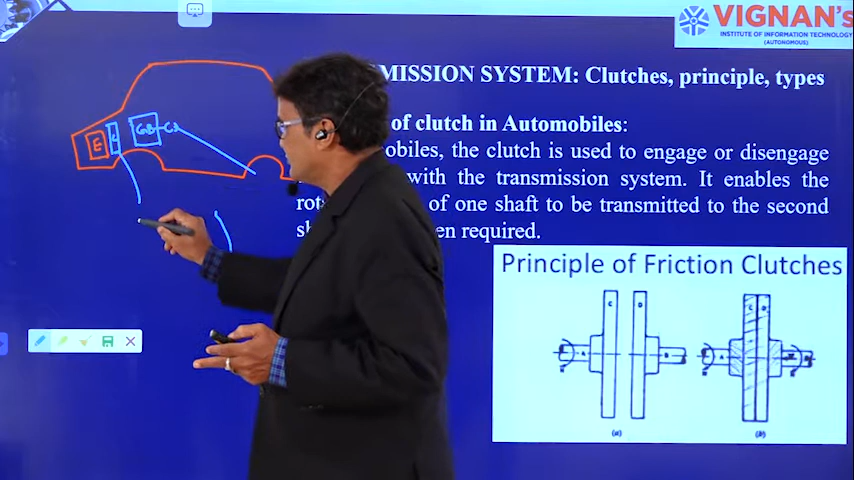 VIGNAN's
INSTITUTE OF INFORMATION TECHNOLOGY
(AUTONOMOUS)
MISSION SYSTEM: Clutches, principle, types
of clutch in Automobiles:
obiles, the clutch is used to engage or disengage
with the transmission system. It enables the
rot of one shaft to be transmitted to the second
sh en required.
E
C
GB
Principle of Friction Clutches
C D C D
A B A
(a) (b)